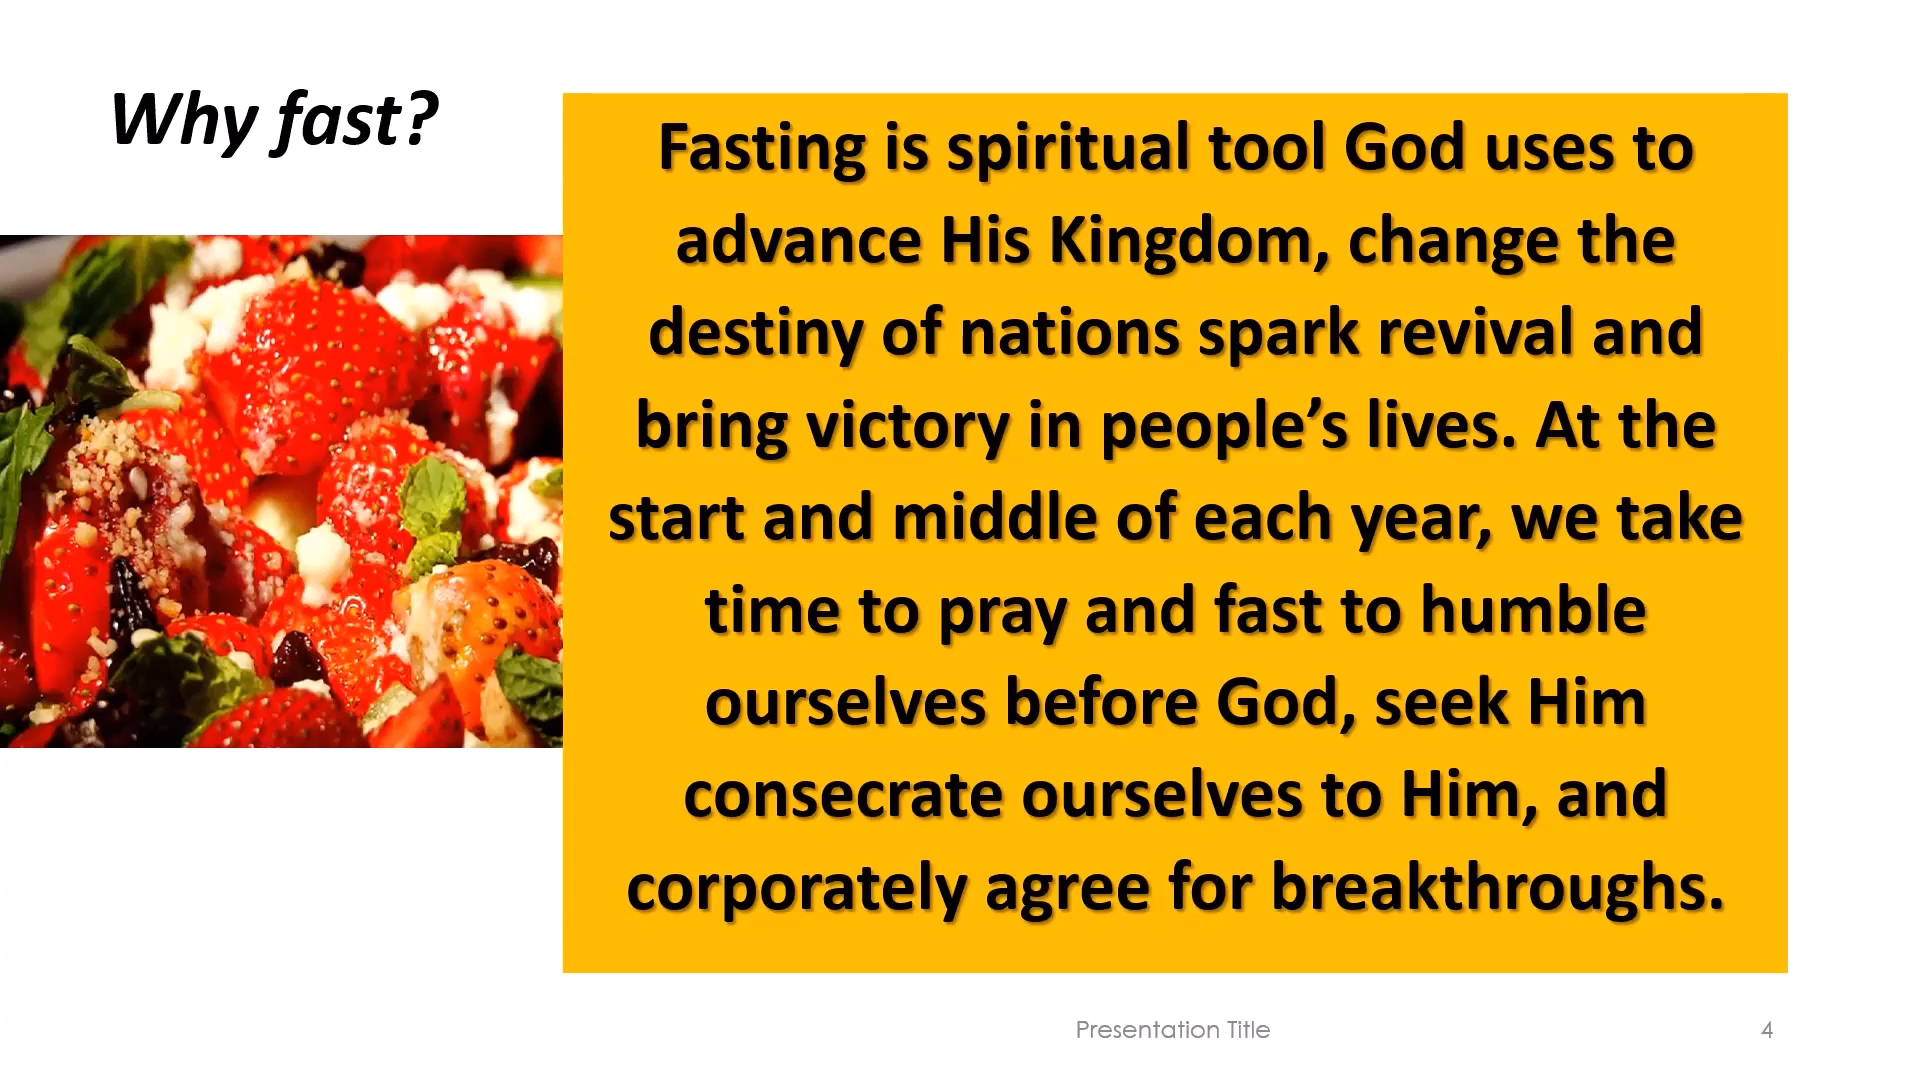 Why fast?
Fasting is spiritual tool God uses to
advance His Kingdom, change the
destiny of nations spark revival and
bring victory in people’s lives. At the
start and middle of each year, we take
time to pray and fast to humble
ourselves before God, seek Him
consecrate ourselves to Him, and
corporately agree for breakthroughs.
Presentation Title
4